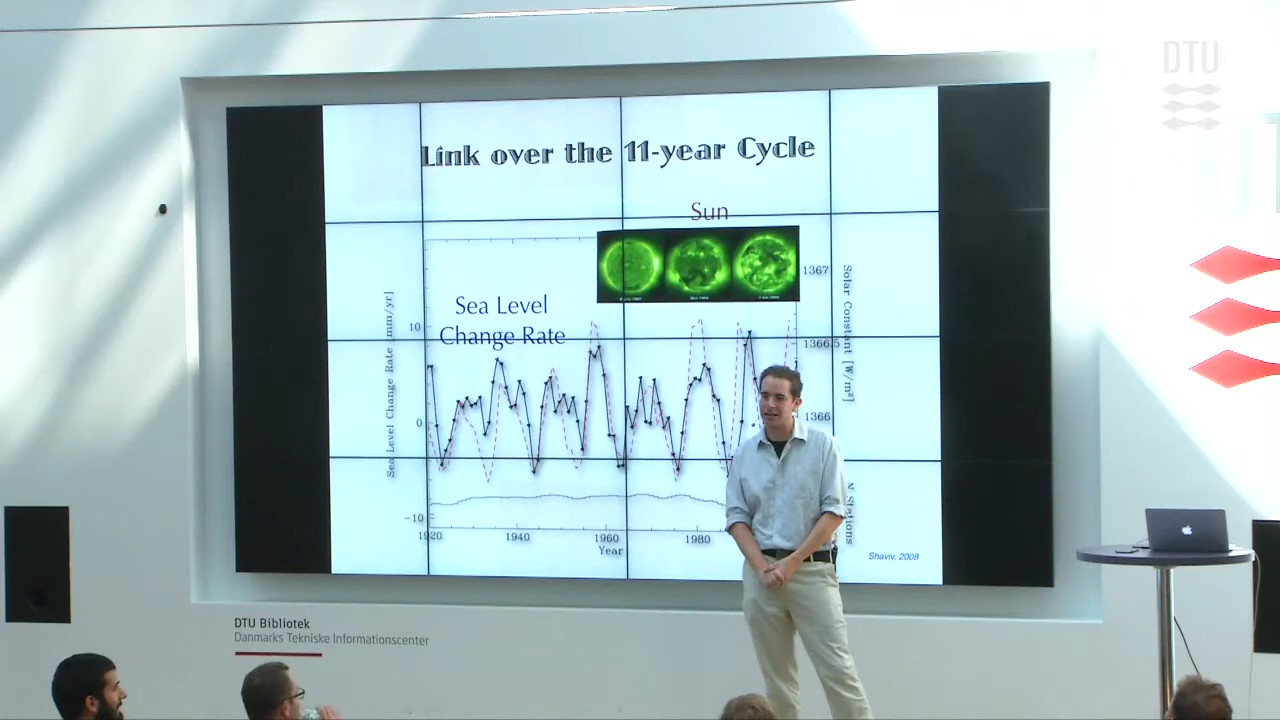 DTU
Link over the 11-year Cycle
Sun
1367
Sea Level
Change Rate
10
1366.5
0
1366
-10
Sea Level Change Rate [mm/yr]
Solar Constant [W/m²]
N Stations
1920
1940
1960
1980
Year
Shaviv, 2008
DTU Bibliotek
Danmarks Tekniske Informationscenter